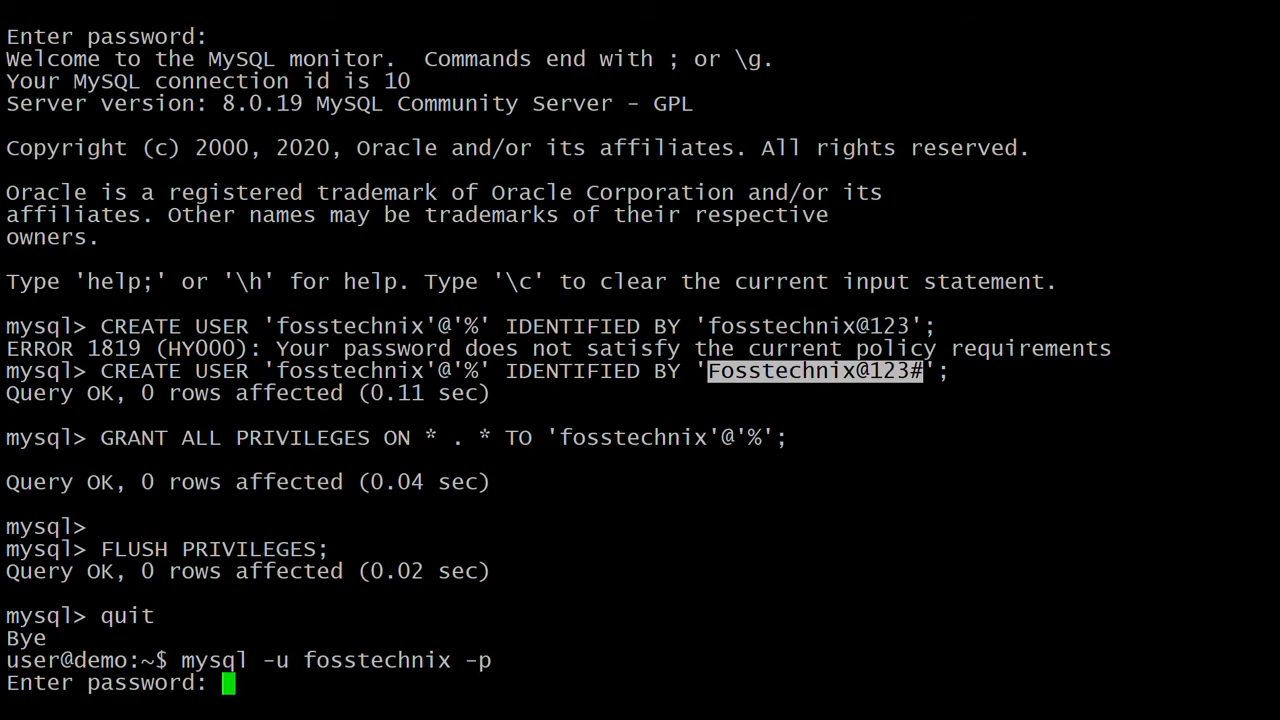 Enter password:
Welcome to the MySQL monitor.  Commands end with ; or \g.
Your MySQL connection id is 10
Server version: 8.0.19 MySQL Community Server - GPL
Copyright (c) 2000, 2020, Oracle and/or its affiliates. All rights reserved.
Oracle is a registered trademark of Oracle Corporation and/or its
affiliates. Other names may be trademarks of their respective
owners.
Type 'help;' or '\h' for help. Type '\c' to clear the current input statement.
mysql> CREATE USER 'fosstechnix'@'%' IDENTIFIED BY 'fosstechnix@123';
ERROR 1819 (HY000): Your password does not satisfy the current policy requirements
mysql> CREATE USER 'fosstechnix'@'%' IDENTIFIED BY 'Fosstechnix@123#';
Query OK, 0 rows affected (0.11 sec)
mysql> GRANT ALL PRIVILEGES ON * . * TO 'fosstechnix'@'%';
Query OK, 0 rows affected (0.04 sec)
mysql>
mysql> FLUSH PRIVILEGES;
Query OK, 0 rows affected (0.02 sec)
mysql> quit
Bye
user@demo:~$ mysql -u fosstechnix -p
Enter password: